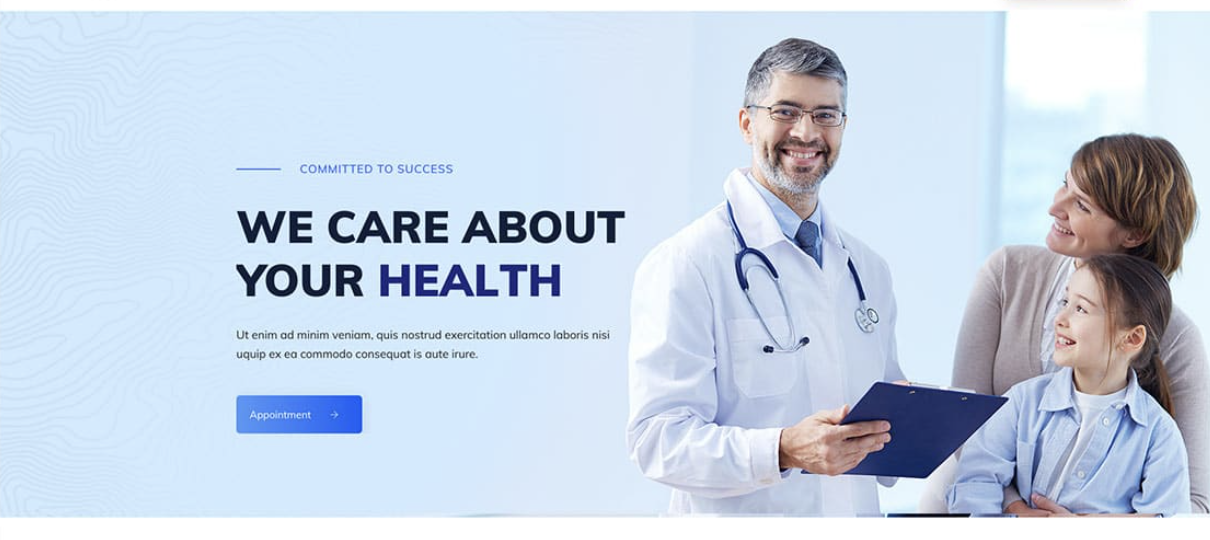 COMMITTED TO SUCCESS
WE CARE ABOUT
YOUR HEALTH
Ut enim ad minim veniam, quis nostrud exercitation ullamco laboris nisi
uquip ex ea commodo consequat is aute irure.
Appointment